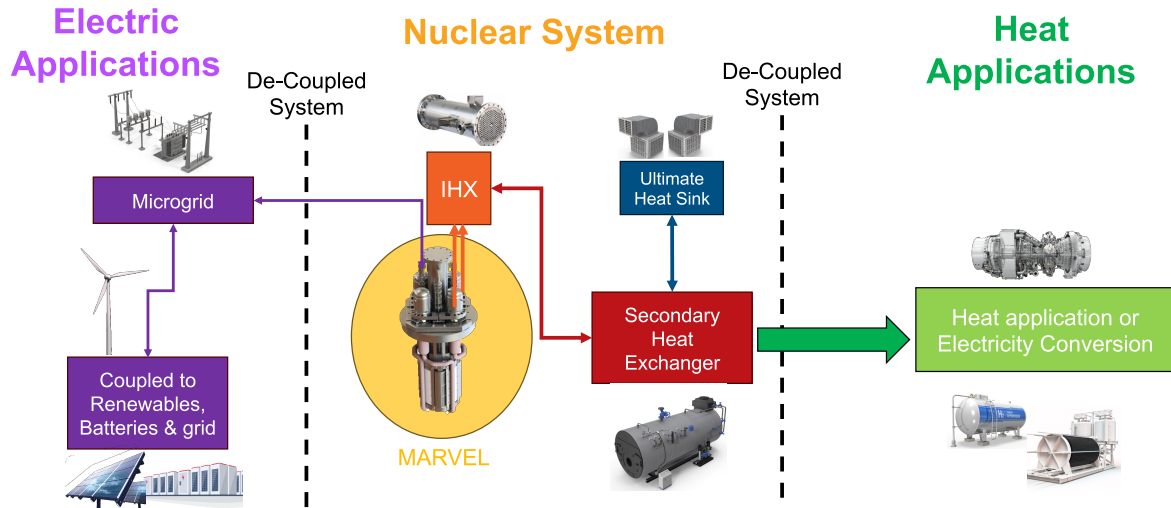 Electric
Applications
Nuclear System
Heat
Applications
De-Coupled
System
De-Coupled
System
Microgrid
IHX
Ultimate
Heat Sink
Secondary
Heat
Exchanger
Heat application or
Electricity Conversion
Coupled to
Renewables,
Batteries & grid
MARVEL